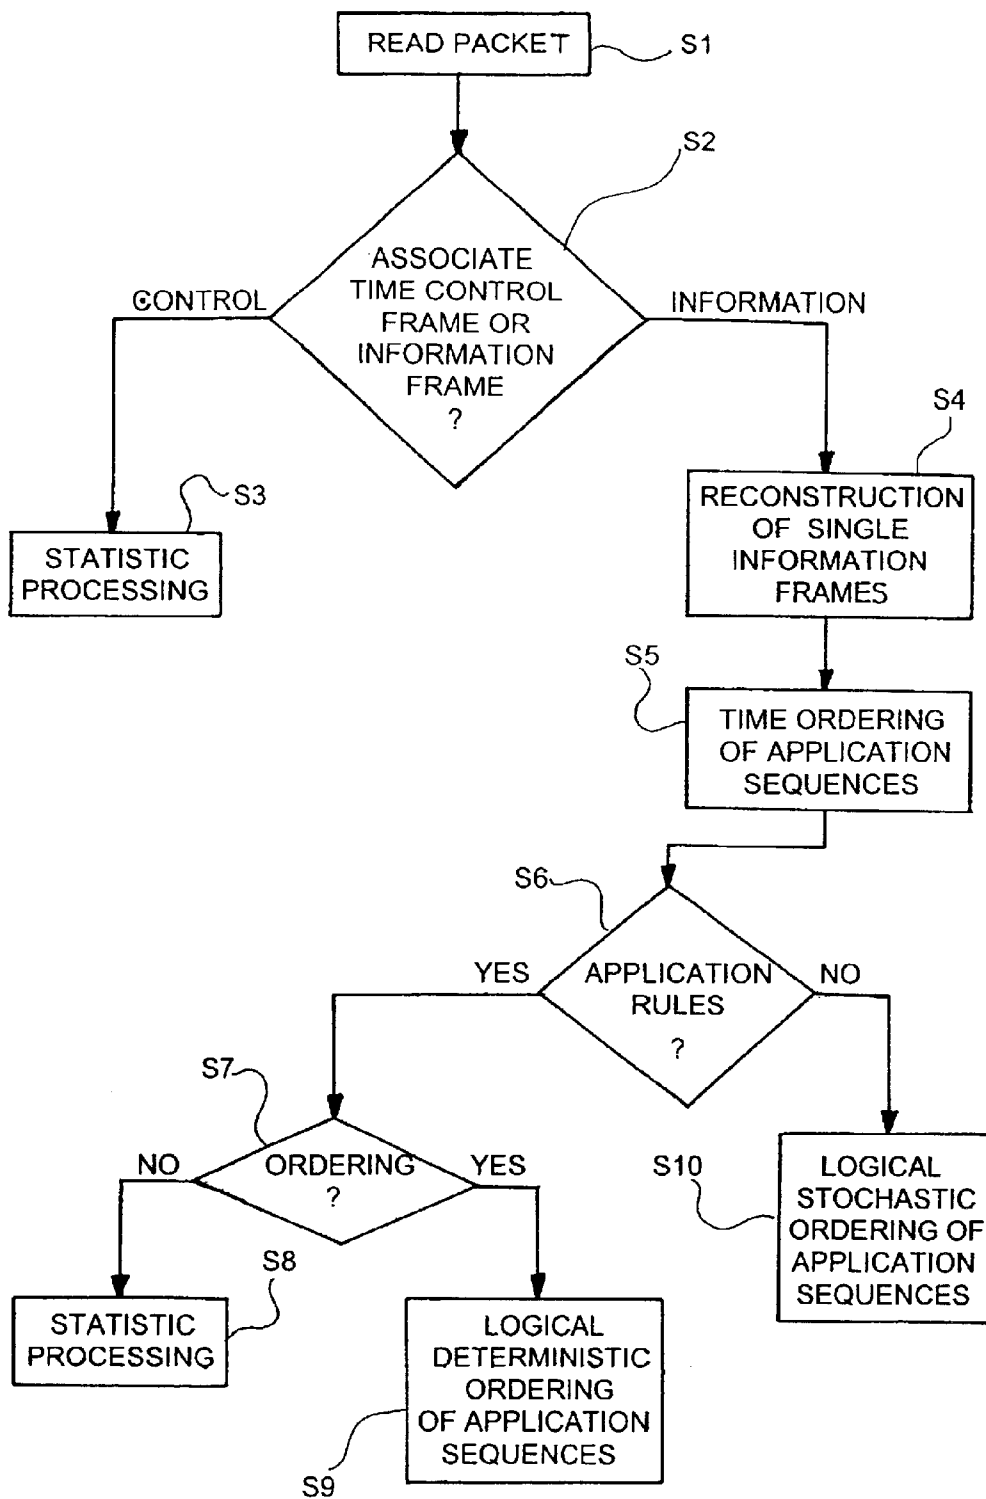 READ PACKET
S1
S2
ASSOCIATE
TIME CONTROL
FRAME OR
INFORMATION
FRAME
?
CONTROL
INFORMATION
S3
STATISTIC
PROCESSING
S4
RECONSTRUCTION
OF SINGLE
INFORMATION
FRAMES
S5
TIME ORDERING
OF APPLICATION
SEQUENCES
S6
YES
APPLICATION
RULES
?
NO
S7
NO
ORDERING
?
YES
S10
LOGICAL
STOCHASTIC
ORDERING OF
APPLICATION
SEQUENCES
S8
STATISTIC
PROCESSING
LOGICAL
DETERMINISTIC
ORDERING
OF APPLICATION
SEQUENCES
S9